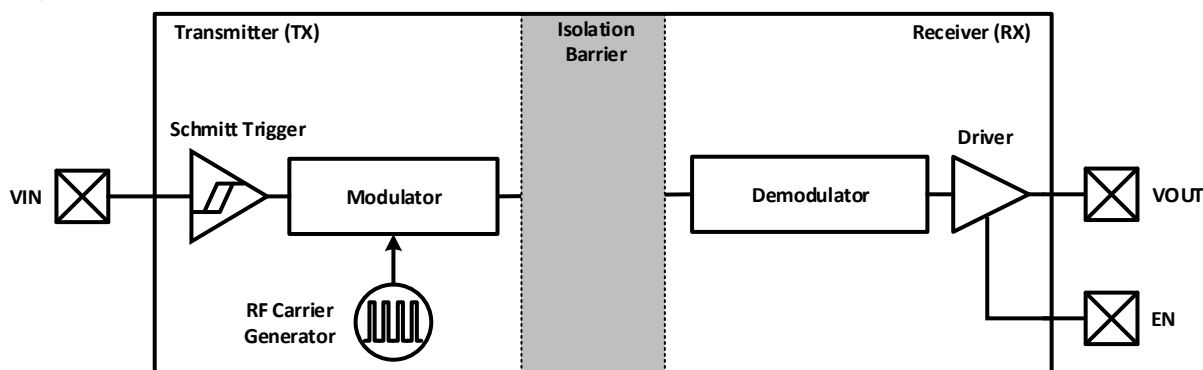 Transmitter (TX)
Isolation
Barrier
Receiver (RX)
Schmitt Trigger
Driver
VIN
Modulator
Demodulator
VOUT
RF Carrier
Generator
EN